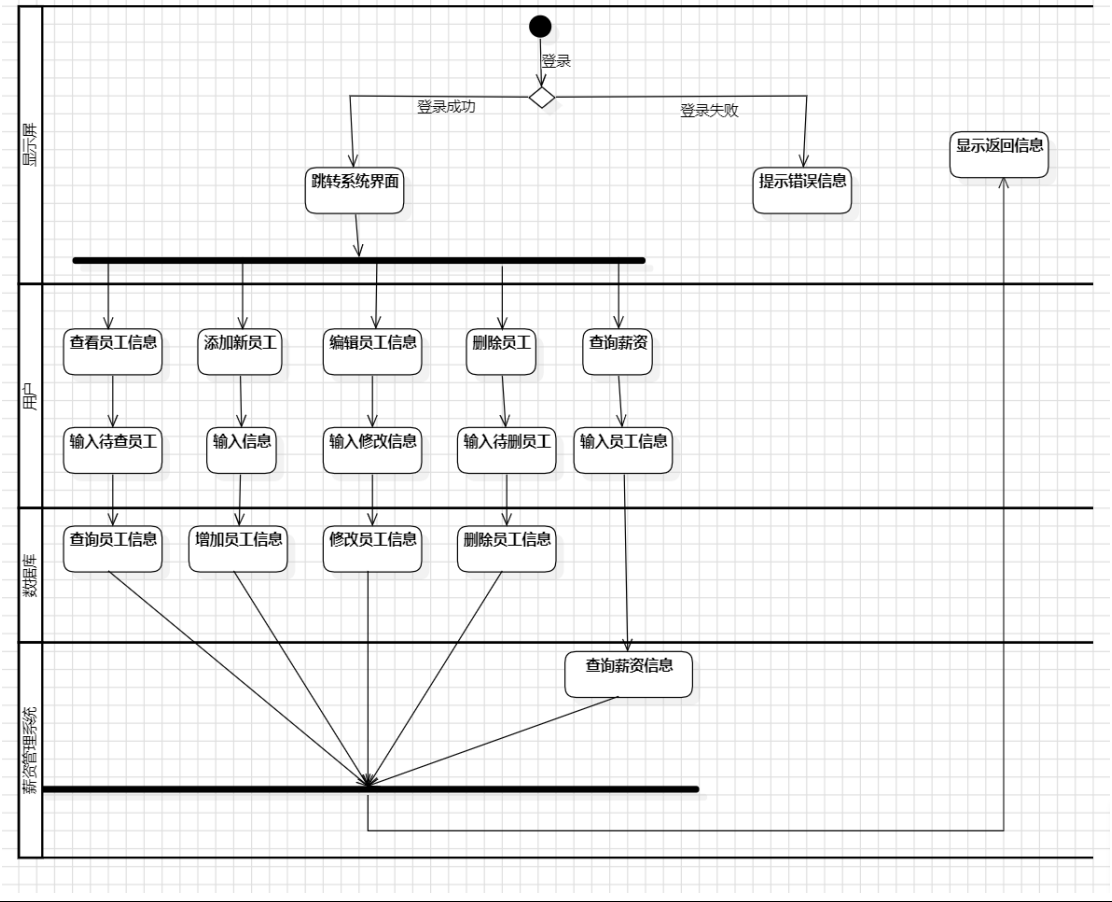 显示屏
登录
登录成功
登录失败
显示返回信息
跳转系统界面
提示错误信息
用户
查看员工信息
添加新员工
编辑员工信息
删除员工
查询薪资
输入待查员工
输入信息
输入修改信息
输入待删员工
输入员工信息
数据库
查询员工信息
增加员工信息
修改员工信息
删除员工信息
薪资管理系统
查询薪资信息